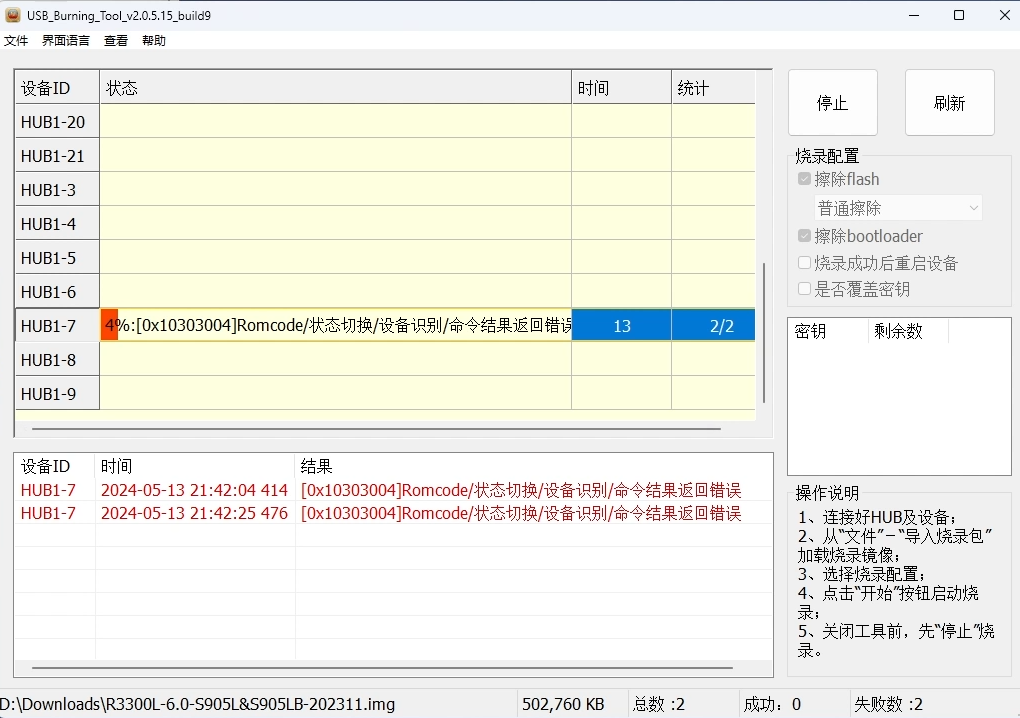 USB_Burning_Tool_v2.0.5.15_build9
文件 界面语言 查看 帮助
设备ID 状态 时间 统计
HUB1-20
HUB1-21
HUB1-3
HUB1-4
HUB1-5
HUB1-6
HUB1-7 4%:[0x10303004]Romcode/状态切换/设备识别/命令结果返回错误 13 2/2
HUB1-8
HUB1-9
停止 刷新
烧录配置
擦除flash
普通擦除
擦除bootloader
烧录成功后重启设备
是否覆盖密钥
密钥 剩余数
设备ID 时间 结果
HUB1-7 2024-05-13 21:42:04 414 [0x10303004]Romcode/状态切换/设备识别/命令结果返回错误
HUB1-7 2024-05-13 21:42:25 476 [0x10303004]Romcode/状态切换/设备识别/命令结果返回错误
操作说明
1、连接好HUB及设备；
2、从“文件”－“导入烧录包”
加载烧录镜像；
3、选择烧录配置；
4、点击“开始”按钮启动烧
录；
5、关闭工具前，先“停止”烧
录。
D:\Downloads\R3300L-6.0-S905L&S905LB-202311.img 502,760 KB 总数 :2 成功：0 失败数 :2